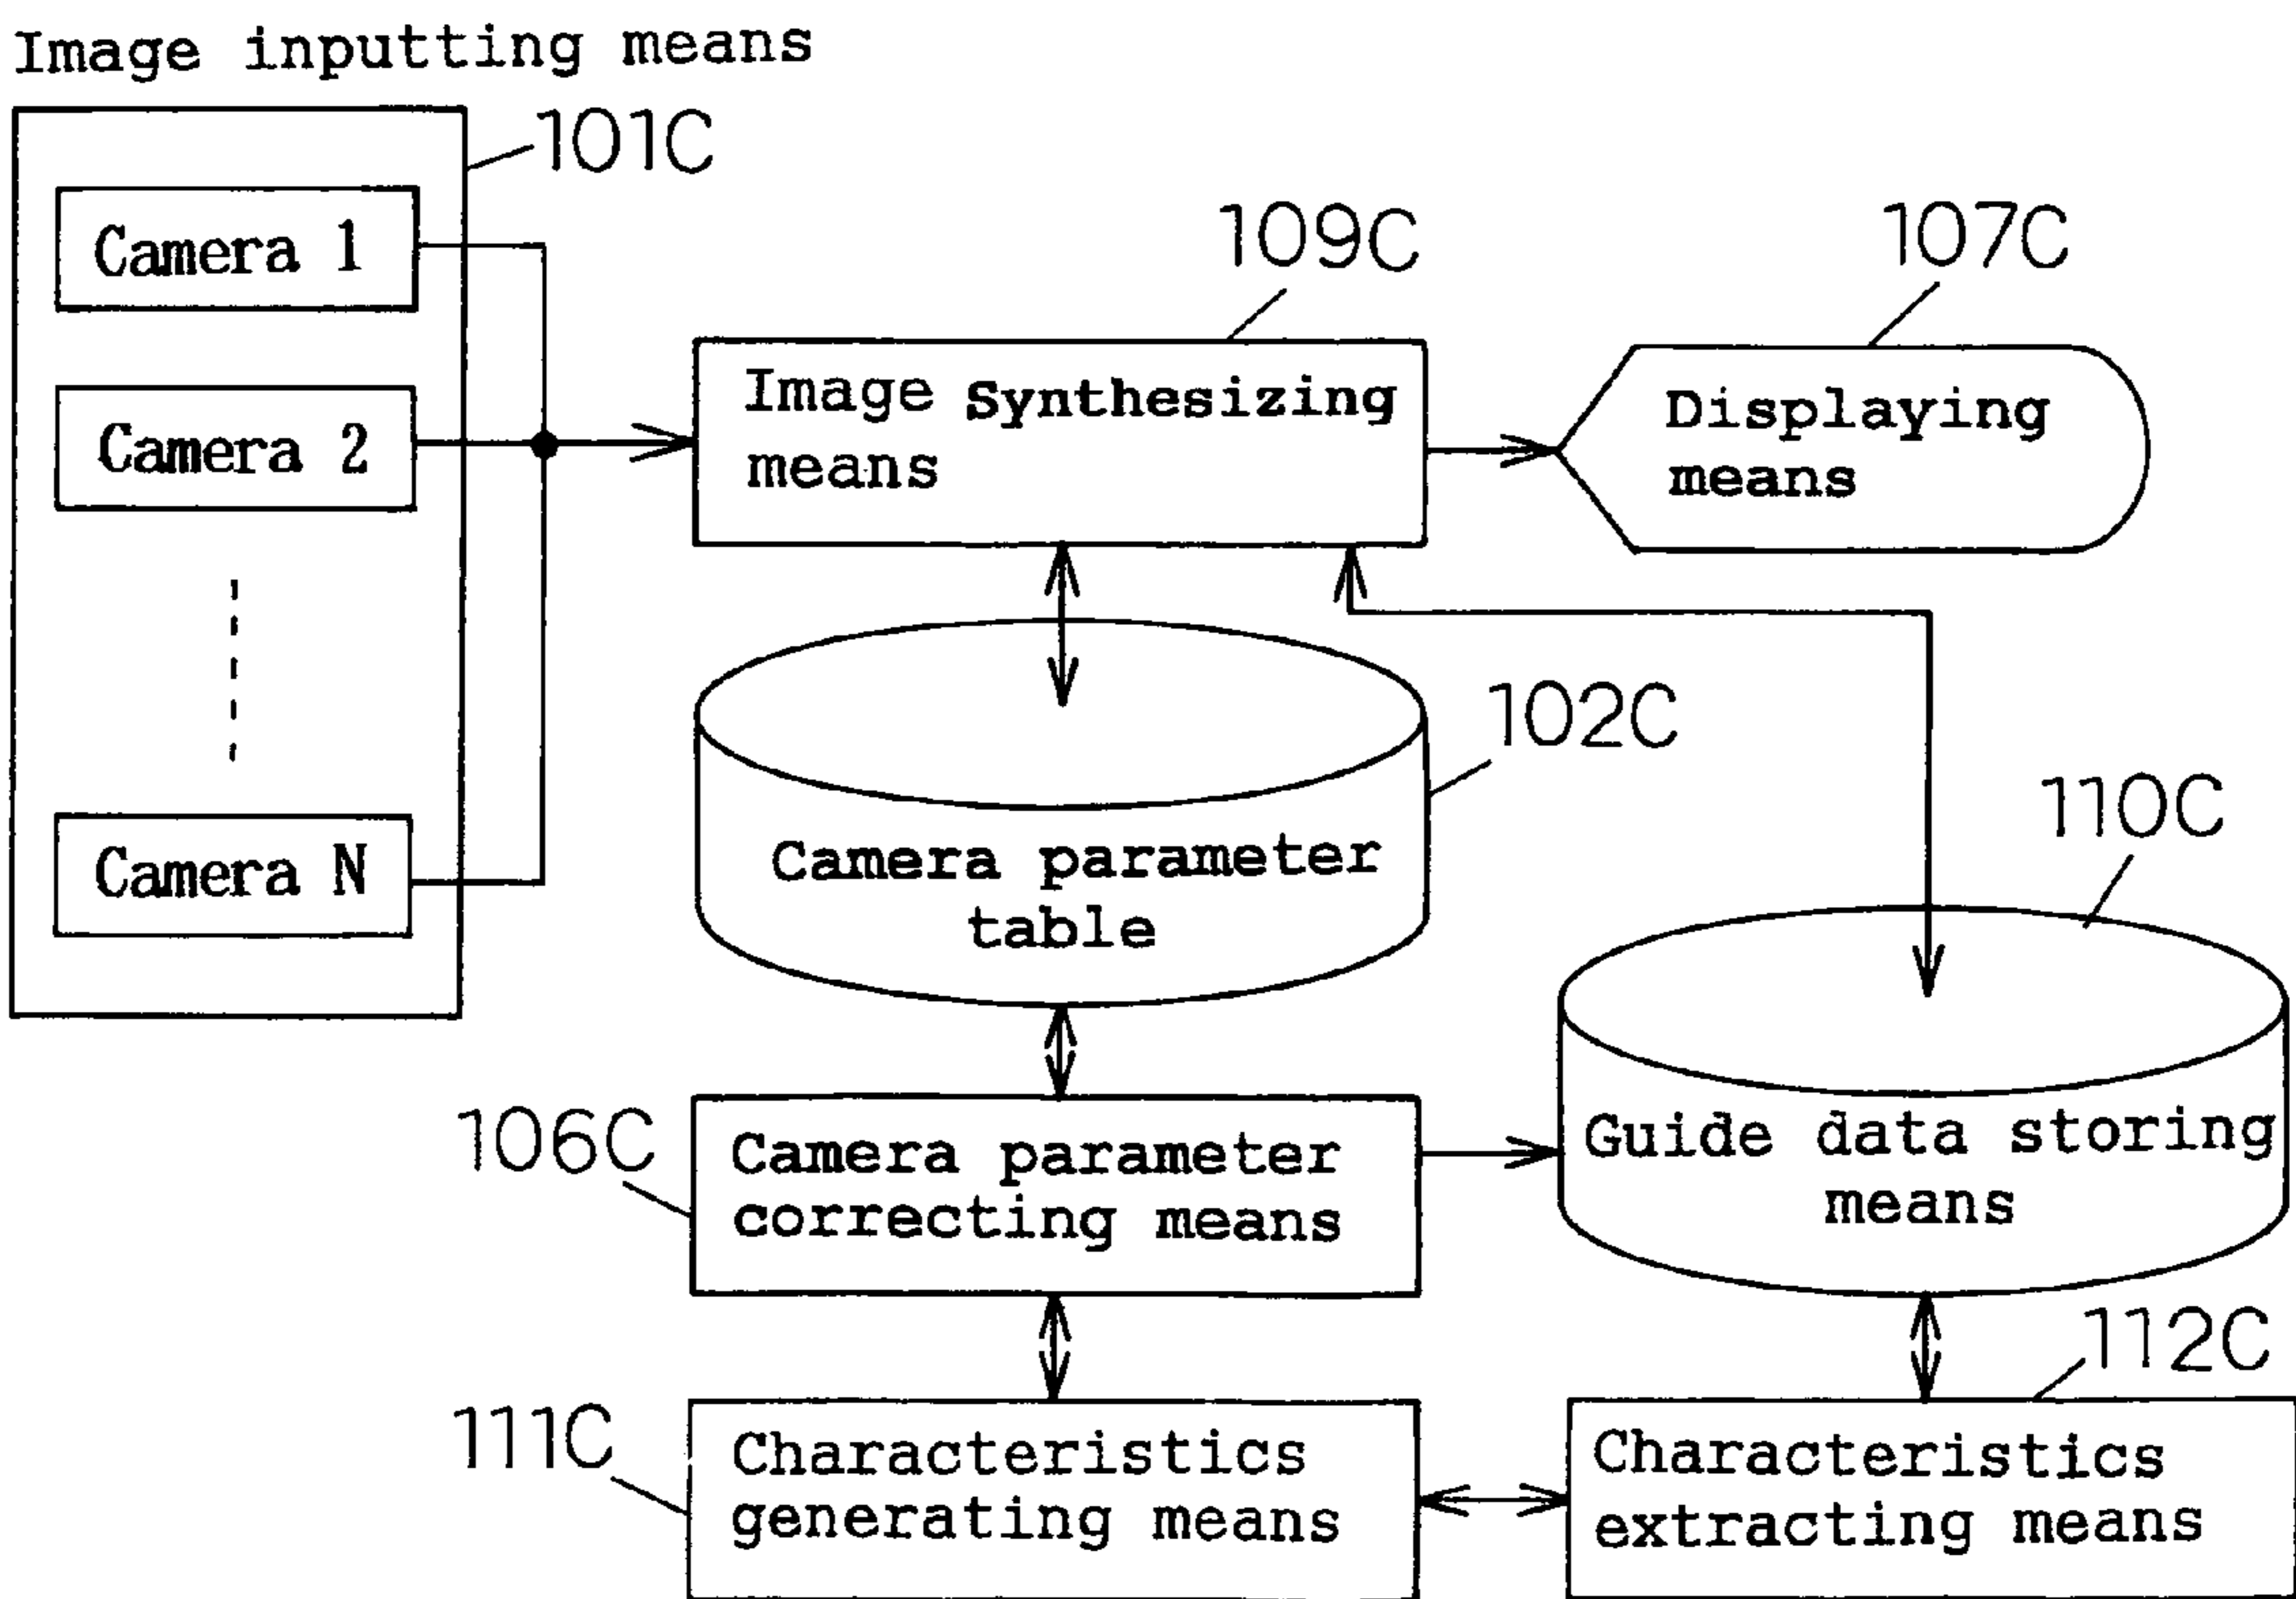 Image inputting means
101C
Camera 1
109C
107C
Camera 2
Image Synthesizing
means
Displaying
means
102C
110C
Camera N
Camera parameter
table
106C
Camera parameter
correcting means
Guide data storing
means
112C
111C
Characteristics
generating means
Characteristics
extracting means